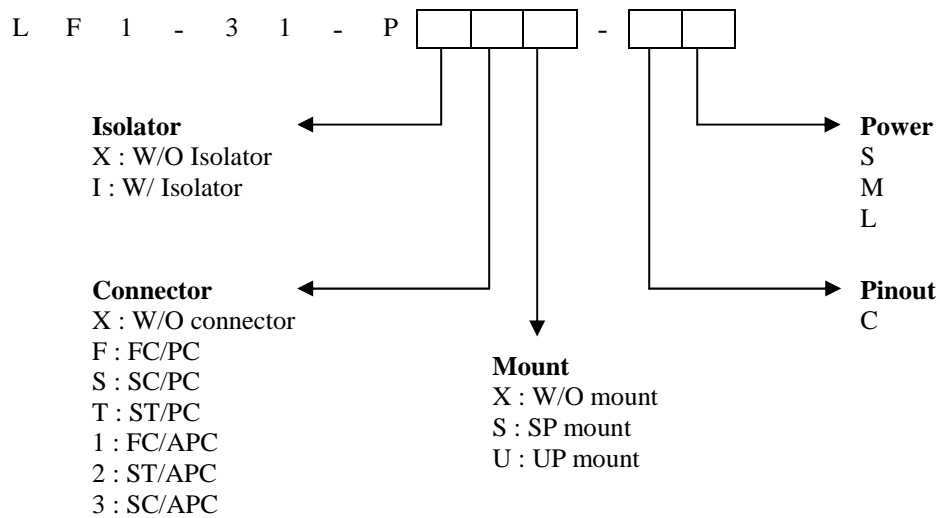 L F 1 - 3 1 - P -
Isolator
X : W/O Isolator
I : W/ Isolator
Power
S
M
L
Connector
X : W/O connector
F : FC/PC
S : SC/PC
T : ST/PC
1 : FC/APC
2 : ST/APC
3 : SC/APC
Mount
X : W/O mount
S : SP mount
U : UP mount
Pinout
C